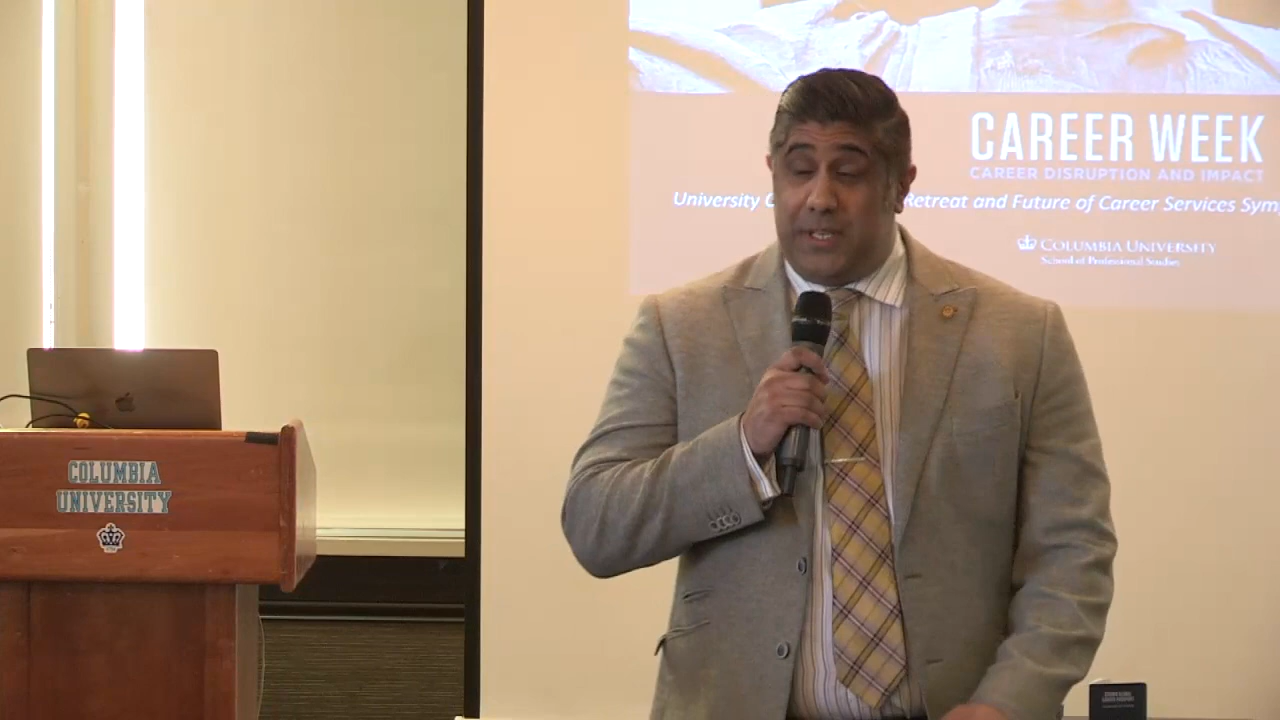 CAREER WEEK
CAREER DISRUPTION AND IMPACT
University Retreat and Future of Career Services Sym
COLUMBIA UNIVERSITY
School of Professional Studies
COLUMBIA
UNIVERSITY